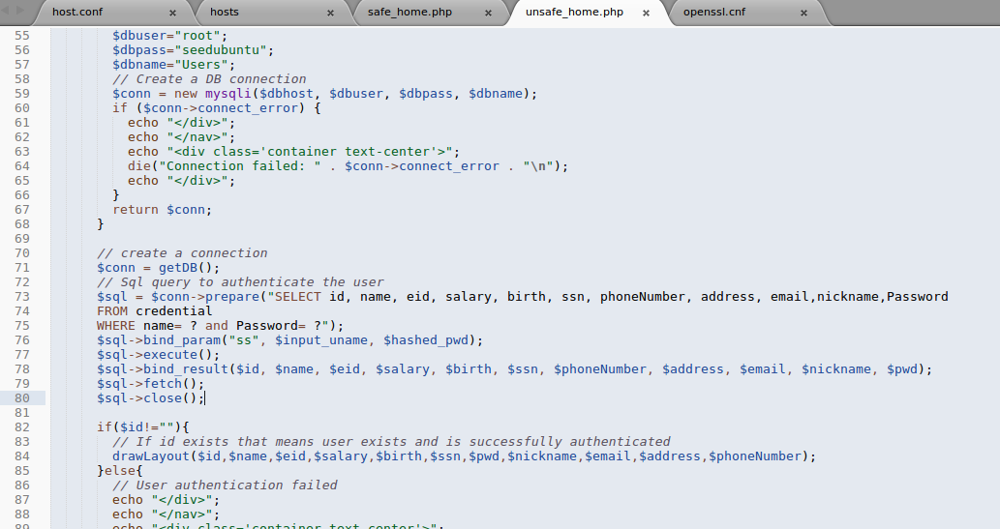 host.conf × hosts × safe_home.php × unsafe_home.php × openssl.cnf ×
55 $dbuser="root";
56 $dbpass="seedubuntu";
57 $dbname="Users";
58 // Create a DB connection
59 $conn = new mysqli($dbhost, $dbuser, $dbpass, $dbname);
60 if ($conn->connect_error) {
61 echo "</div>";
62 echo "</nav>";
63 echo "<div class='container text-center'>";
64 die("Connection failed: " . $conn->connect_error . "\n");
65 echo "</div>";
66 }
67 return $conn;
68 }
69
70 // create a connection
71 $conn = getDB();
72 // Sql query to authenticate the user
73 $sql = $conn->prepare("SELECT id, name, eid, salary, birth, ssn, phoneNumber, address, email,nickname,Password
74 FROM credential
75 WHERE name= ? and Password= ?");
76 $sql->bind_param("ss", $input_uname, $hashed_pwd);
77 $sql->execute();
78 $sql->bind_result($id, $name, $eid, $salary, $birth, $ssn, $phoneNumber, $address, $email, $nickname, $pwd);
79 $sql->fetch();
80 $sql->close();
81
82 if($id!=""){
83 // If id exists that means user exists and is successfully authenticated
84 drawLayout($id,$name,$eid,$salary,$birth,$ssn,$pwd,$nickname,$email,$address,$phoneNumber);
85 }else{
86 // User authentication failed
87 echo "</div>";
88 echo "</nav>";
89 echo "<div class='container text-center'>";